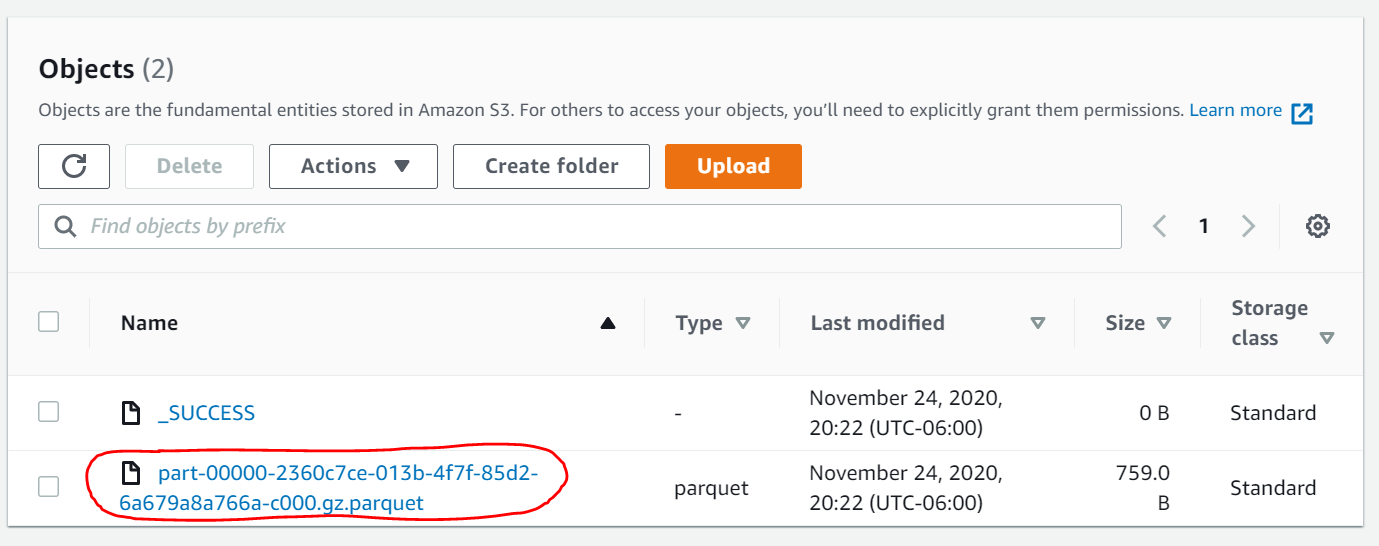 Objects (2)
Objects are the fundamental entities stored in Amazon S3. For others to access your objects, you’ll need to explicitly grant them permissions. Learn more
Delete Actions Create folder Upload
Find objects by prefix 1
Name Type Last modified Size Storage class
_SUCCESS - November 24, 2020, 20:22 (UTC-06:00) 0 B Standard
part-00000-2360c7ce-013b-4f7f-85d2-
6a679a8a766a-c000.gz.parquet parquet November 24, 2020, 20:22 (UTC-06:00) 759.0 B Standard